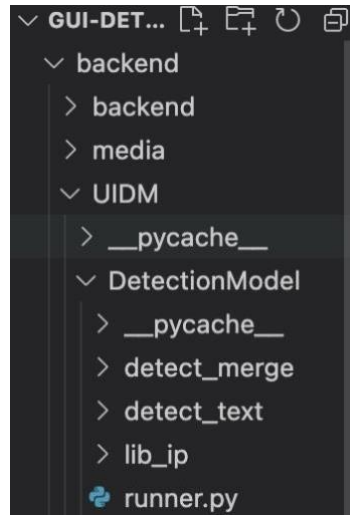 GUI-DET...
backend
backend
media
UIDM
__pycache__
DetectionModel
__pycache__
detect_merge
detect_text
lib_ip
runner.py